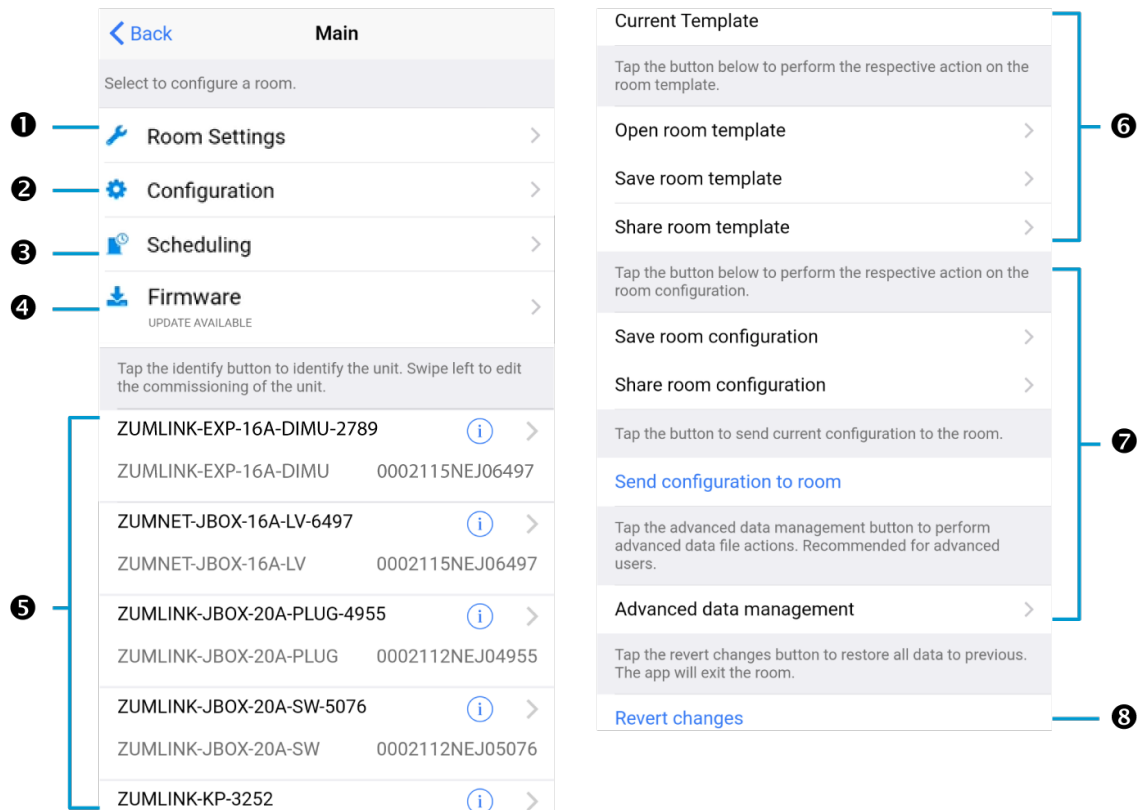 Back
Main
Select to configure a room.
❶
Room Settings
❷
Configuration
❸
Scheduling
❹
Firmware
UPDATE AVAILABLE
Tap the identify button to identify the unit. Swipe left to edit
the commissioning of the unit.
❺
ZUMLINK-EXP-16A-DIMU-2789
ZUMLINK-EXP-16A-DIMU 0002115NEJ06497
ZUMNET-JBOX-16A-LV-6497
ZUMNET-JBOX-16A-LV 0002115NEJ06497
ZUMLINK-JBOX-20A-PLUG-4955
ZUMLINK-JBOX-20A-PLUG 0002112NEJ04955
ZUMLINK-JBOX-20A-SW-5076
ZUMLINK-JBOX-20A-SW 0002112NEJ05076
ZUMLINK-KP-3252
Current Template
Tap the button below to perform the respective action on the
room template.
Open room template
❻
Save room template
Share room template
Tap the button below to perform the respective action on the
room configuration.
Save room configuration
Share room configuration
Tap the button to send current configuration to the room.
❼
Send configuration to room
Tap the advanced data management button to perform
advanced data file actions. Recommended for advanced
users.
Advanced data management
Tap the revert changes button to restore all data to previous.
The app will exit the room.
Revert changes
❽